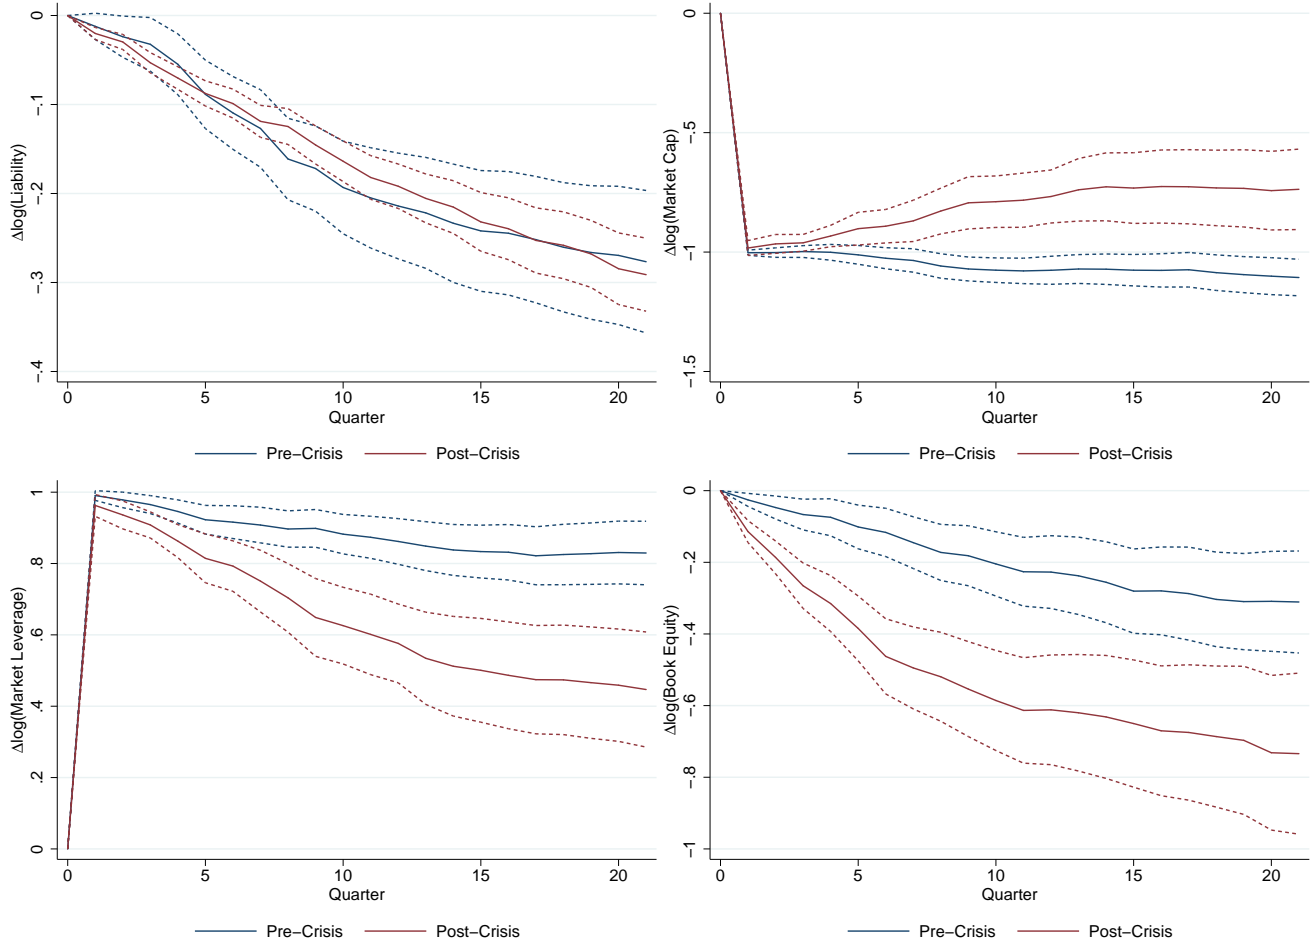 0
−.1
−.2
−.3
−.4
Δlog(Liability)
0 5 10 15 20
Quarter
Pre−Crisis Post−Crisis
0
−.5
−1
−1.5
Δlog(Market Cap)
0 5 10 15 20
Quarter
Pre−Crisis Post−Crisis
1
.8
.6
.4
.2
0
Δlog(Market Leverage)
0 5 10 15 20
Quarter
Pre−Crisis Post−Crisis
0
−.2
−.4
−.6
−.8
−1
Δlog(Book Equity)
0 5 10 15 20
Quarter
Pre−Crisis Post−Crisis